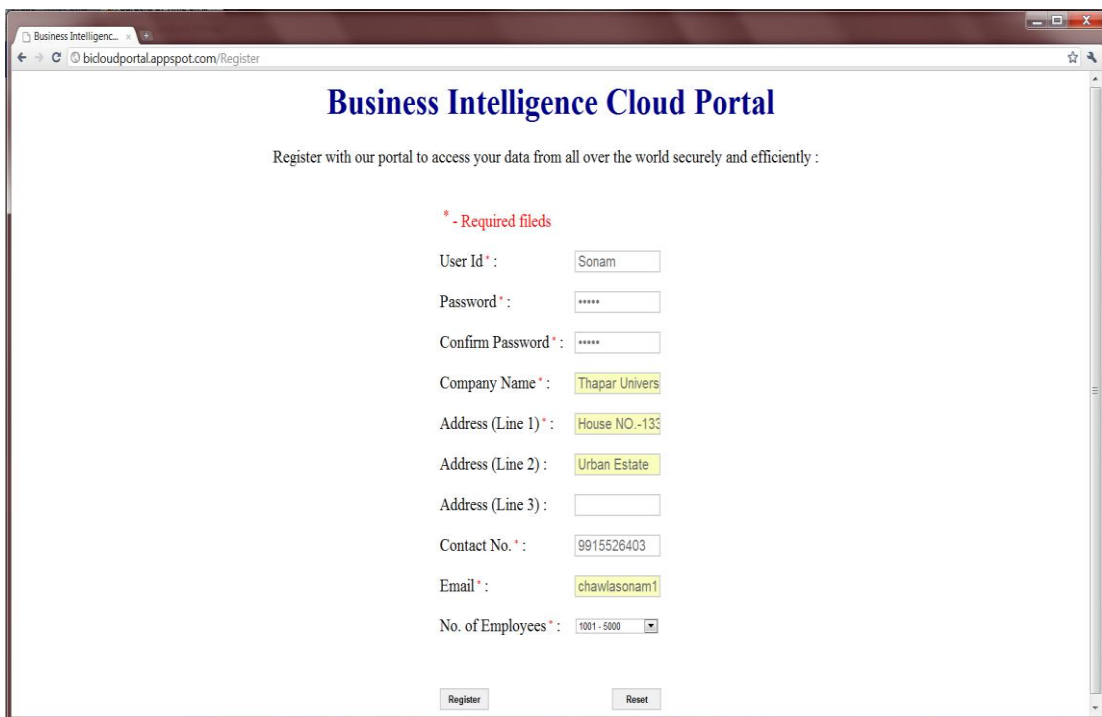 Business Intelligenc...
bicloudportal.appspot.com/Register
Business Intelligence Cloud Portal
Register with our portal to access your data from all over the world securely and efficiently :
* - Required fileds
User Id * : Sonam
Password * : •••••
Confirm Password * : •••••
Company Name * : Thapar Univers
Address (Line 1) * : House NO.-133
Address (Line 2) : Urban Estate
Address (Line 3) :
Contact No. * : 9915526403
Email * : chawlasonam1
No. of Employees * : 1001 - 5000
Register Reset